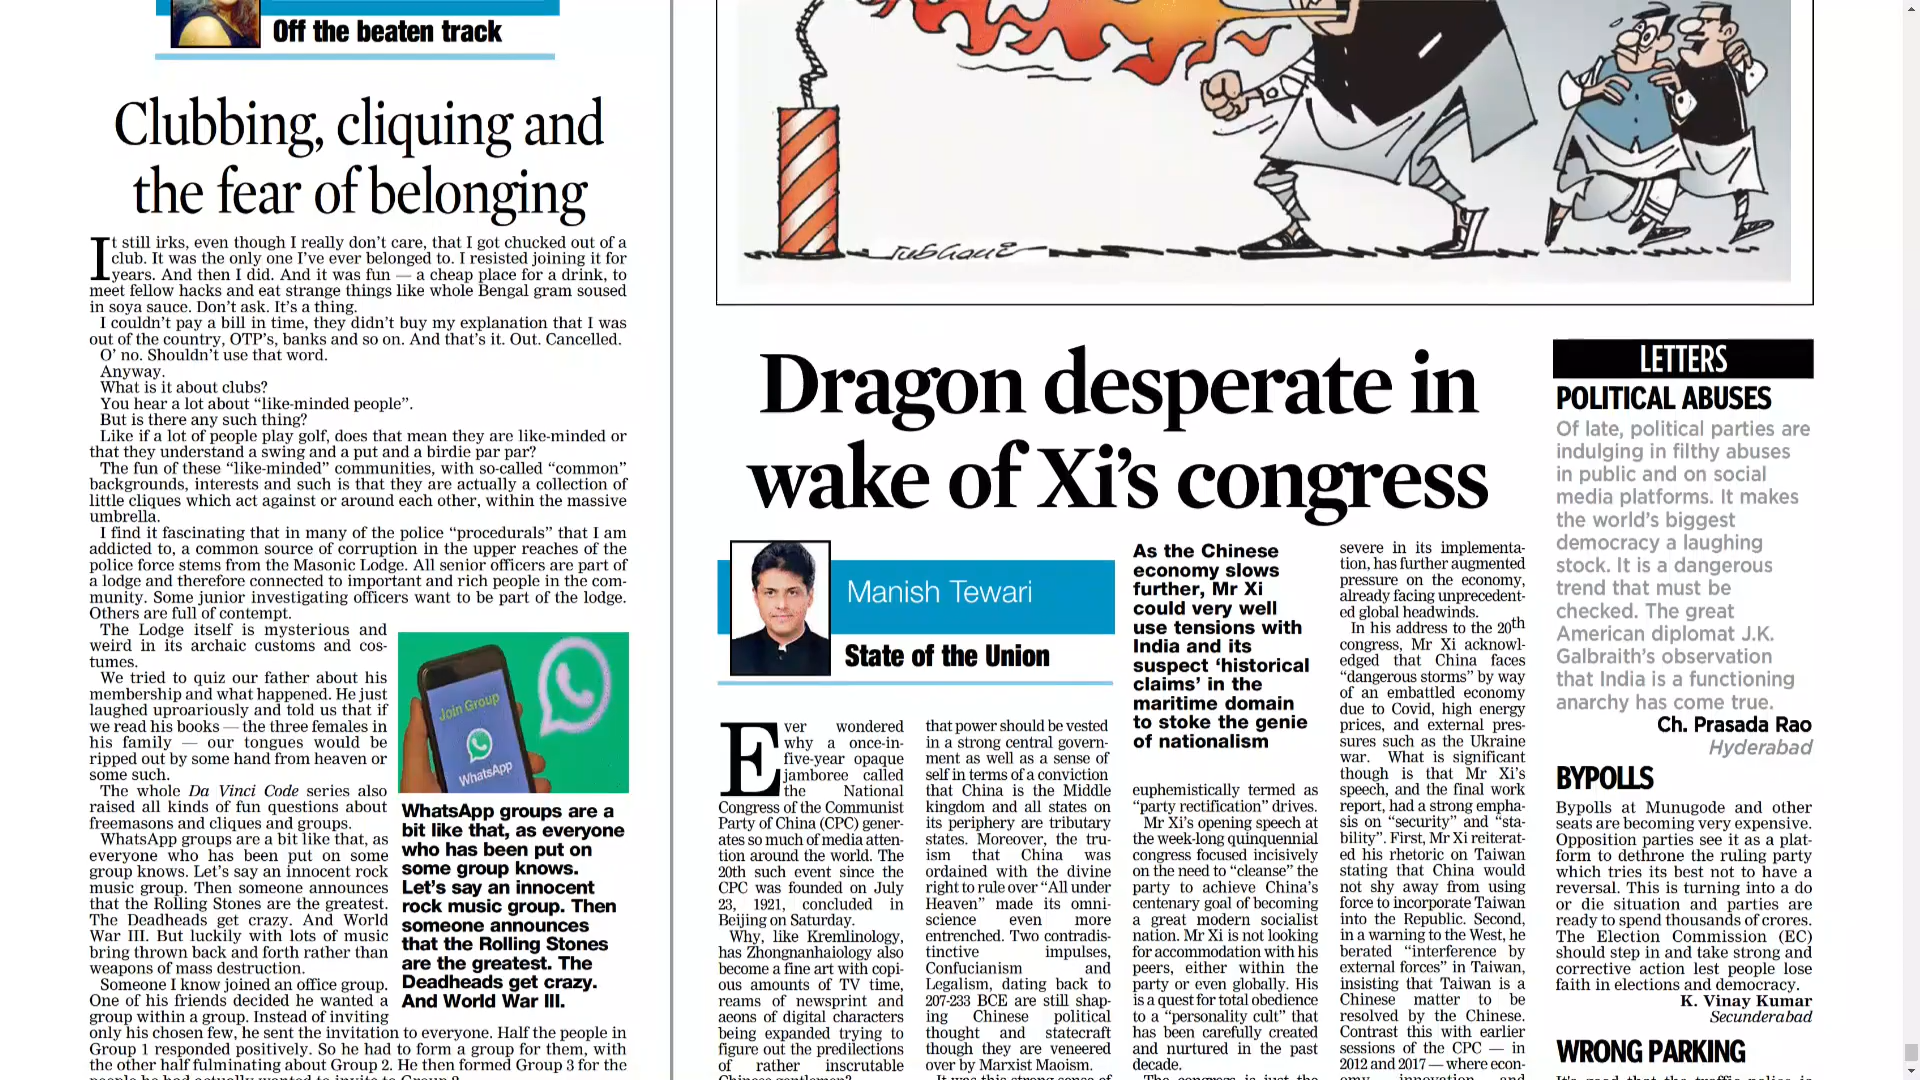 Off the beaten track
Clubbing, cliquing and
the fear of belonging
It still irks, even though I really don’t care, that I got chucked out of a
club. It was the only one I’ve ever belonged to. I resisted joining it for
years. And then I did. And it was fun — a cheap place for a drink, to
meet fellow hacks and eat strange things like whole Bengal gram soused
in soya sauce. Don’t ask. It’s a thing.
I couldn’t pay a bill in time, they didn’t buy my explanation that I was
out of the country, OTP’s, banks and so on. And that’s it. Out. Cancelled.
O’ no. Shouldn’t use that word.
Anyway.
What is it about clubs?
You hear a lot about “like-minded people”.
But is there any such thing?
Like if a lot of people play golf, does that mean they are like-minded or
that they understand a swing and a put and a birdie par par?
The fun of these “like-minded” communities, with so-called “common”
backgrounds, interests and such is that they are actually a collection of
little cliques which act against or around each other, within the massive
umbrella.
I find it fascinating that in many of the police “procedurals” that I am
addicted to, a common source of corruption in the upper reaches of the
police force stems from the Masonic Lodge. All senior officers are part of
a lodge and therefore connected to important and rich people in the com-
munity. Some junior investigating officers want to be part of the lodge.
Others are full of contempt.
The Lodge itself is mysterious and
weird in its archaic customs and cos-
tumes.
We tried to quiz our father about his
membership and what happened. He just
laughed uproariously and told us that if
we read his books — the three females in
his family — our tongues would be
ripped out by some hand from heaven or
some such.
The whole Da Vinci Code series also
raised all kinds of fun questions about
freemasons and cliques and groups.
WhatsApp groups are a bit like that, as
everyone who has been put on some
group knows. Let’s say an innocent rock
music group. Then someone announces
that the Rolling Stones are the greatest.
The Deadheads get crazy. And World
War III. But luckily with lots of music
bring thrown back and forth rather than
weapons of mass destruction.
Someone I know joined an office group.
One of his friends decided he wanted a
group within a group. Instead of inviting
only his chosen few, he sent the invitation to everyone. Half the people in
Group 1 responded positively. So he had to form a group for them, with
the other half fulminating about Group 2. He then formed Group 3 for the
people he had actually wanted to invite to Group 2.
Join Group
WhatsApp
WhatsApp groups are a
bit like that, as everyone
who has been put on
some group knows.
Let’s say an innocent
rock music group. Then
someone announces
that the Rolling Stones
are the greatest. The
Deadheads get crazy.
And World War III.
Dragon desperate in
wake of Xi’s congress
Manish Tewari
State of the Union
Ever wondered
why a once-in-
five-year opaque
jamboree called
the National
Congress of the Communist
Party of China (CPC) gener-
ates so much of media atten-
tion around the world. The
20th such event since the
CPC was founded on July
23, 1921, concluded in
Beijing on Saturday.
Why, like Kremlinology,
has Zhongnanhaiology also
become a fine art with copi-
ous amounts of TV time,
reams of newsprint and
aeons of digital characters
being expanded trying to
figure out the predilections
of rather inscrutable
Chinese gentlemen?
that power should be vested
in a strong central govern-
ment as well as a sense of
self in terms of a conviction
that China is the Middle
kingdom and all states on
its periphery are tributary
states. Moreover, the tru-
ism that China was
ordained with the divine
right to rule over “All under
Heaven” made its omni-
science even more
entrenched. Two contradis-
tinctive impulses,
Confucianism and
Legalism, dating back to
207-233 BCE are still shap-
ing Chinese political
thought and statecraft
though they are veneered
over by Marxist Maoism.
It was this strong sense of
As the Chinese
economy slows
further, Mr Xi
could very well
use tensions with
India and its
suspect ‘historical
claims’ in the
maritime domain
to stoke the genie
of nationalism
euphemistically termed as
“party rectification” drives.
Mr Xi’s opening speech at
the week-long quinquennial
congress focused incisively
on the need to “cleanse” the
party to achieve China’s
centenary goal of becoming
a great modern socialist
nation. Mr Xi is not looking
for accommodation with his
peers, either within the
party or even globally. His
is a quest for total obedience
to a “personality cult” that
has been carefully created
and nurtured in the past
decade.
The congress is just the
severe in its implementa-
tion, has further augmented
pressure on the economy,
already facing unprecedent-
ed global headwinds.
In his address to the 20th
congress, Mr Xi acknowl-
edged that China faces
“dangerous storms” by way
of an embattled economy
due to Covid, high energy
prices, and external pres-
sures such as the Ukraine
war. What is significant
though is that Mr Xi’s
speech, and the final work
report, had a strong empha-
sis on “security” and “sta-
bility”. First, Mr Xi reiterat-
ed his rhetoric on Taiwan
stating that China would
not shy away from using
force to incorporate Taiwan
into the Republic. Second,
in a warning to the West, he
berated “interference by
external forces” in Taiwan,
insisting that Taiwan is a
Chinese matter to be
resolved by the Chinese.
Contrast this with earlier
sessions of the CPC — in
2012 and 2017 — where econ-
omy, innovation and
LETTERS
POLITICAL ABUSES
Of late, political parties are
indulging in filthy abuses
in public and on social
media platforms. It makes
the world’s biggest
democracy a laughing
stock. It is a dangerous
trend that must be
checked. The great
American diplomat J.K.
Galbraith’s observation
that India is a functioning
anarchy has come true.
Ch. Prasada Rao
Hyderabad
BYPOLLS
Bypolls at Munugode and other
seats are becoming very expensive.
Opposition parties see it as a plat-
form to dethrone the ruling party
which tries its best not to have a
reversal. This is turning into a do
or die situation and parties are
ready to spend thousands of crores.
The Election Commission (EC)
should step in and take strong and
corrective action lest people lose
faith in elections and democracy.
K. Vinay Kumar
Secunderabad
WRONG PARKING